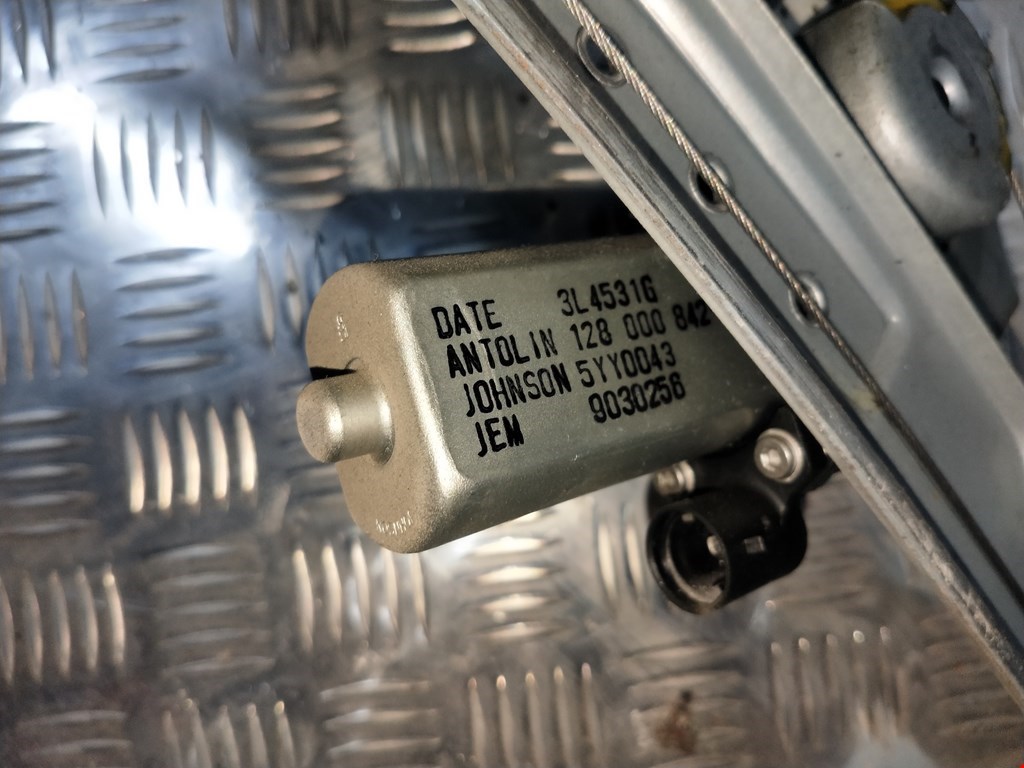 DATE 3L4531G
ANTOLIN 128 000 842
JOHNSON 5YY0043
JEM 9030256